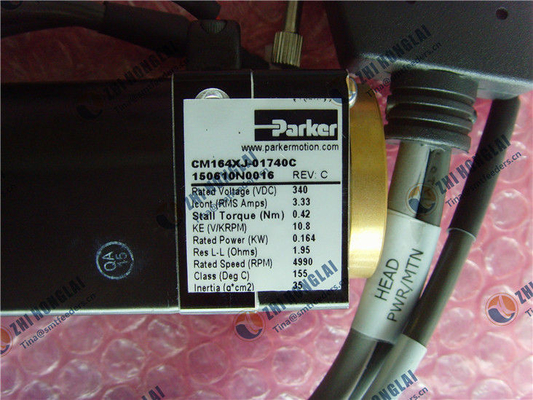 Parker
www.parkermotion.com
CM164XJ-01740C
150610N0016 REV: C
Rated Voltage (VDC) 340
Icont (RMS Amps) 3.33
Stall Torque (Nm) 0.42
KE (V/KRPM) 10.8
Rated Power (KW) 0.164
Res L-L (Ohms) 1.95
Rated Speed (RPM) 4990
Class (Deg C) 155
Inertia (g*cm2) 35
QA
15
HEAD
PWR/MTN
ZHI HONGLAI
Tina@smtfeeders.com